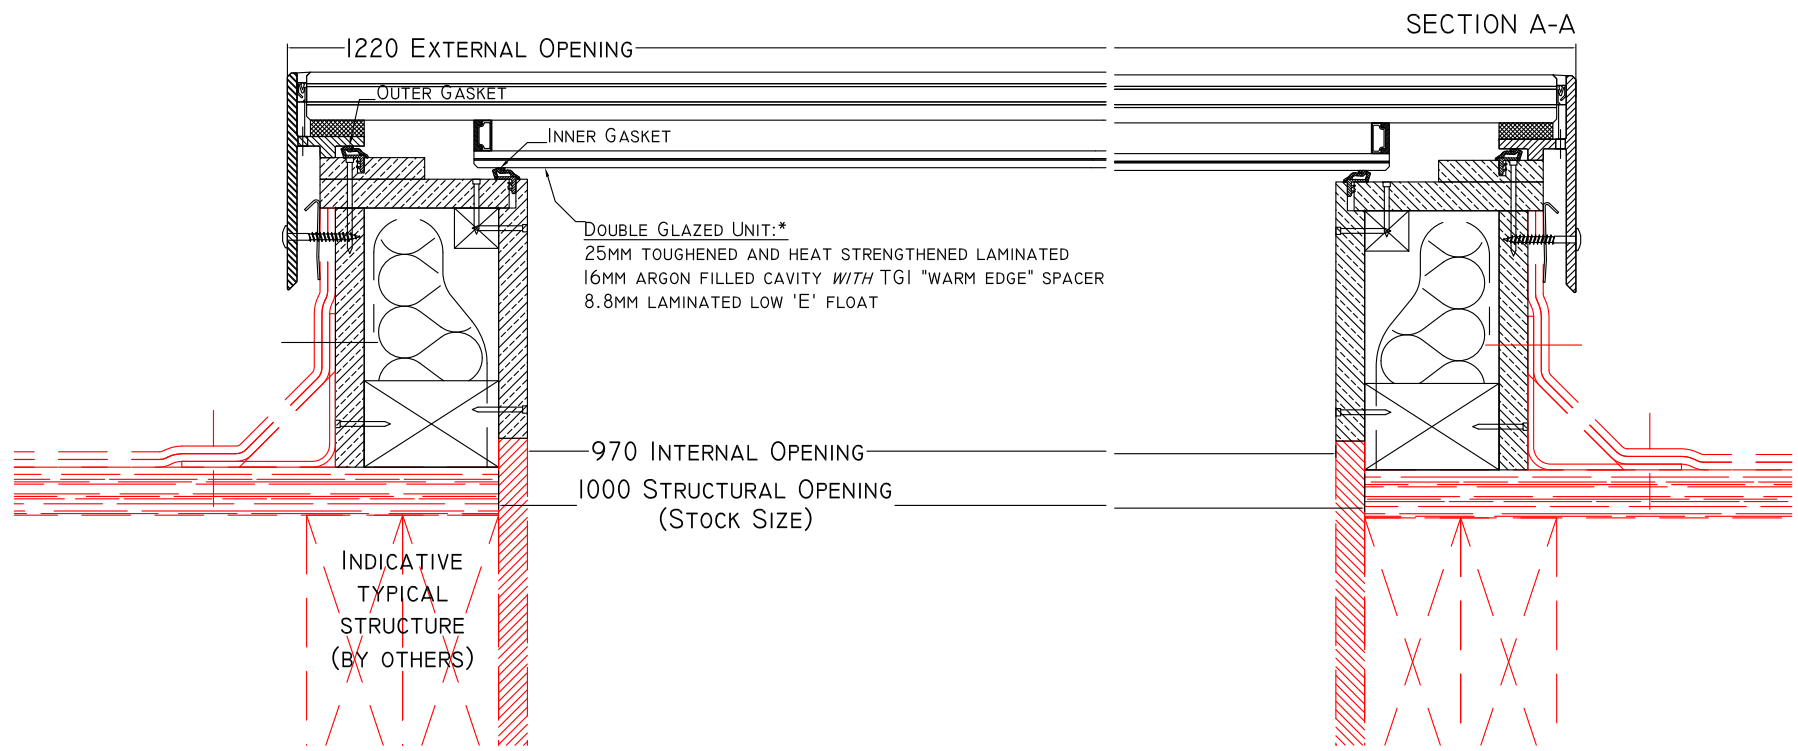 SECTION A-A
1220 EXTERNAL OPENING
OUTER GASKET
INNER GASKET
DOUBLE GLAZED UNIT:*
25MM TOUGHENED AND HEAT STRENGTHENED LAMINATED
16MM ARGON FILLED CAVITY WITH TGI "WARM EDGE" SPACER
8.8MM LAMINATED LOW 'E' FLOAT
970 INTERNAL OPENING
1000 STRUCTURAL OPENING
(STOCK SIZE)
INDICATIVE
TYPICAL
STRUCTURE
(BY OTHERS)